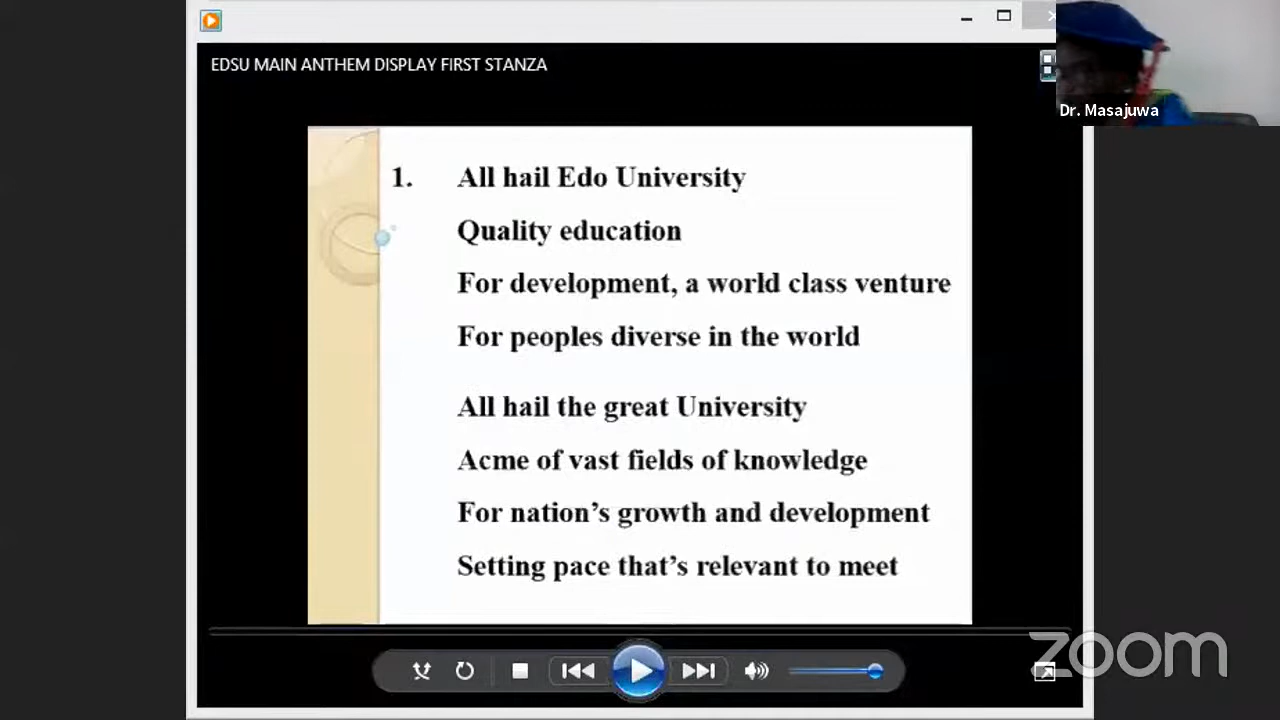 EDSU MAIN ANTHEM DISPLAY FIRST STANZA
Dr. Masajuwa
1. All hail Edo University
Quality education
For development, a world class venture
For peoples diverse in the world
All hail the great University
Acme of vast fields of knowledge
For nation’s growth and development
Setting pace that’s relevant to meet
zoom